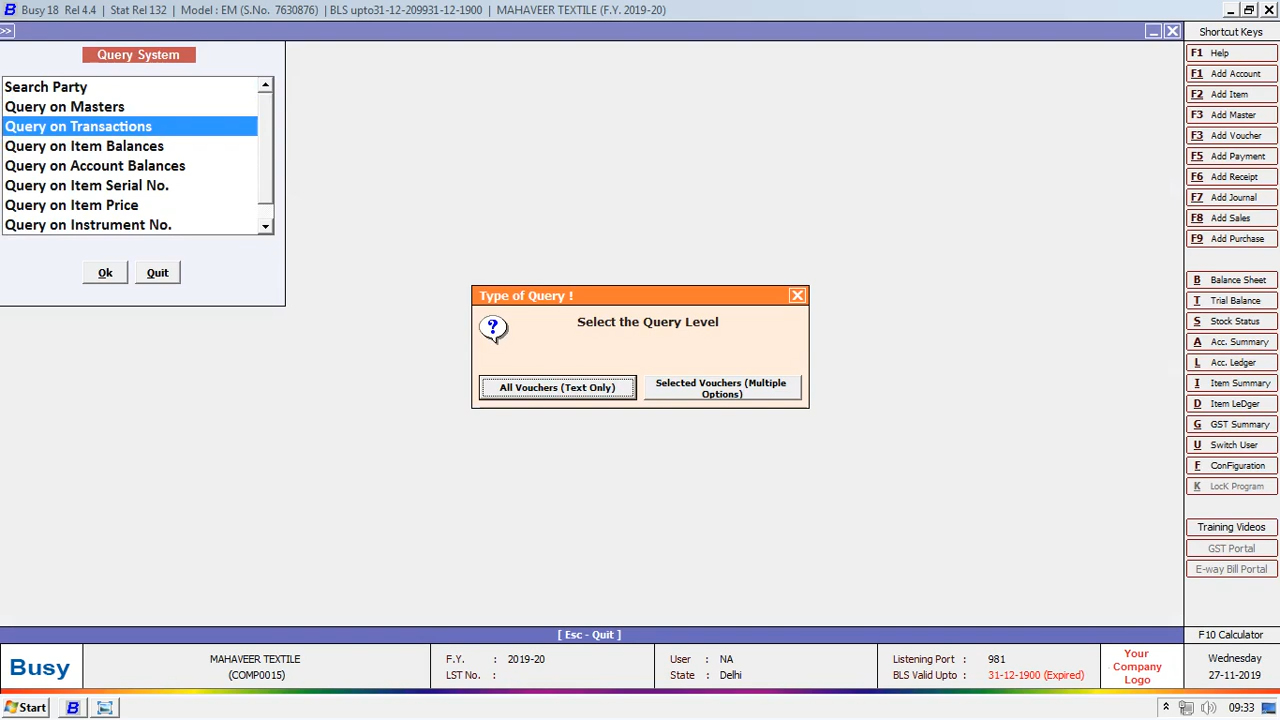 Busy 18 Rel 4.4 | Stat Rel 132 | Model : EM (S.No. 7630876) | BLS upto31-12-209931-12-1900 | MAHAVEER TEXTILE (F.Y. 2019-20)
>>
Query System
Search Party
Query on Masters
Query on Transactions
Query on Item Balances
Query on Account Balances
Query on Item Serial No.
Query on Item Price
Query on Instrument No.
Ok Quit
Type of Query !
?
Select the Query Level
All Vouchers (Text Only)
Selected Vouchers (Multiple
Options)
Shortcut Keys
F1 Help
F1 Add Account
F2 Add Item
F3 Add Master
F3 Add Voucher
F5 Add Payment
F6 Add Receipt
F7 Add Journal
F8 Add Sales
F9 Add Purchase
B Balance Sheet
T Trial Balance
S Stock Status
A Acc. Summary
L Acc. Ledger
I Item Summary
D Item LeDger
G GST Summary
U Switch User
F ConFiguration
K LocK Program
Training Videos
GST Portal
E-way Bill Portal
[ Esc - Quit ]
F10 Calculator
Busy
MAHAVEER TEXTILE
(COMP0015)
F.Y. : 2019-20
LST No. :
User : NA
State : Delhi
Listening Port : 981
BLS Valid Upto : 31-12-1900 (Expired)
Your
Company
Logo
Wednesday
27-11-2019
Start
B
09:33